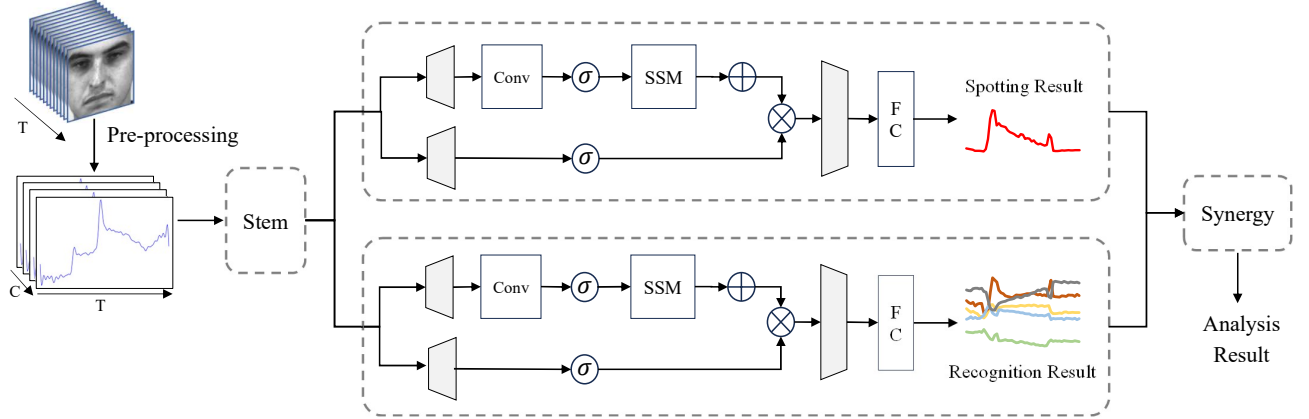 T
Pre-processing
C
T
Stem
Conv
σ
SSM
σ
F
C
Spotting Result
Conv
σ
SSM
σ
F
C
Recognition Result
Synergy
Analysis
Result